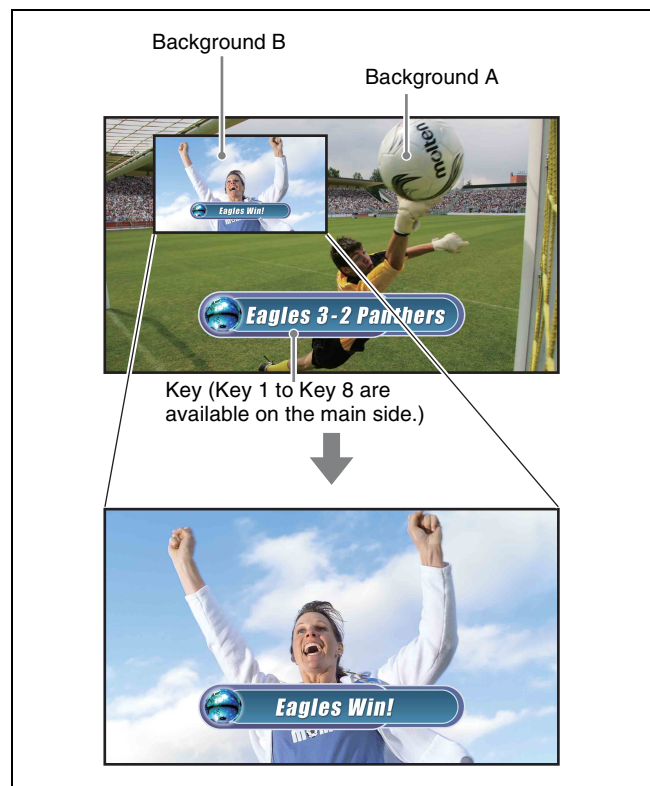 Background B
Background A
molten
Eagles Win!
Eagles 3-2 Panthers
Key (Key 1 to Key 8 are
available on the main side.)
Eagles Win!